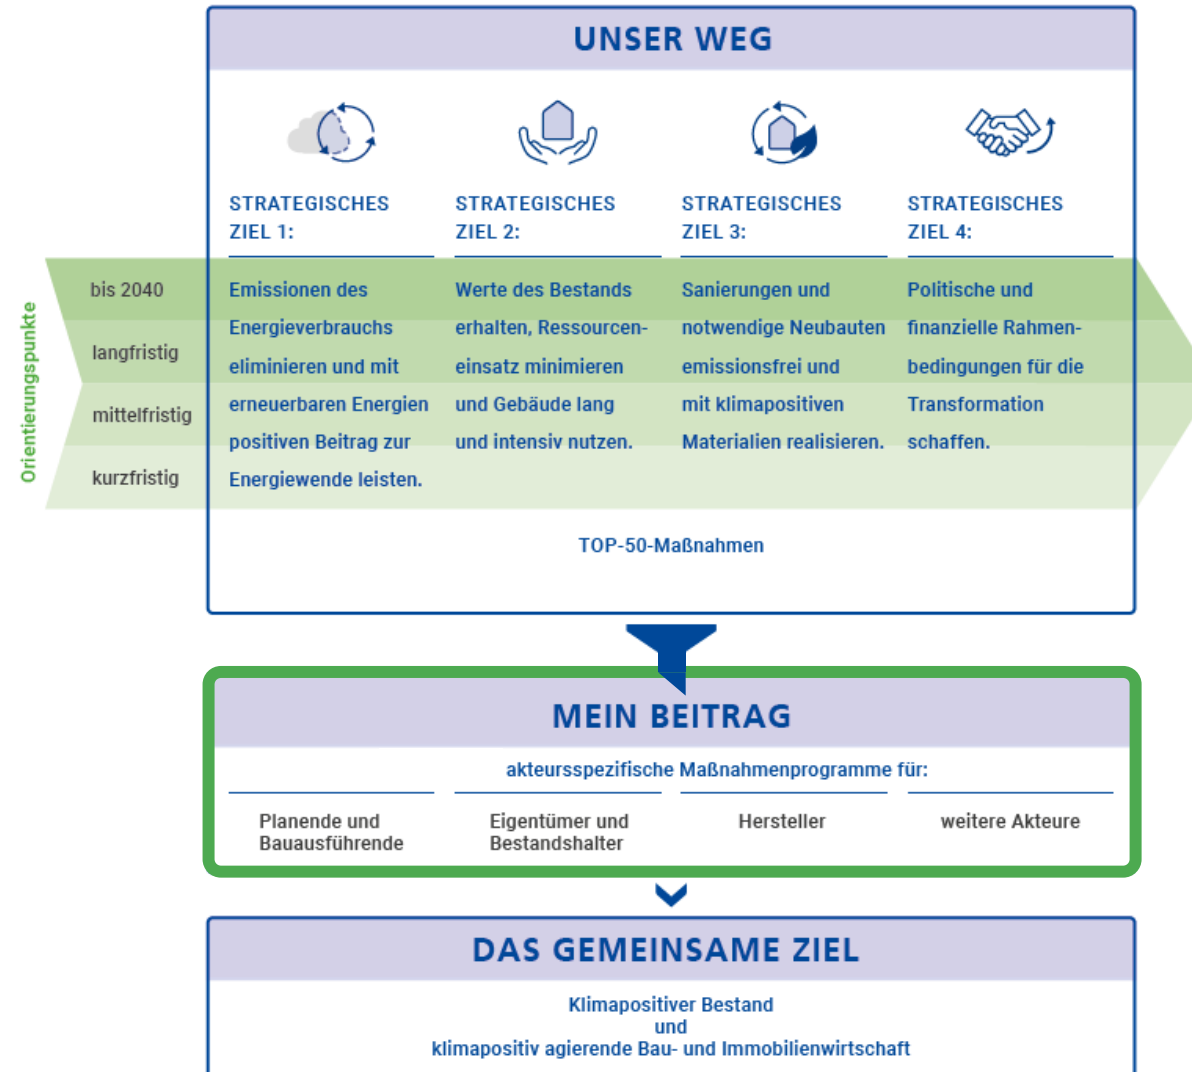 UNSER WEG
STRATEGISCHES
ZIEL 1:
Emissionen des
Energieverbrauchs
eliminieren und mit
erneuerbaren Energien
positiven Beitrag zur
Energiewende leisten.
STRATEGISCHES
ZIEL 2:
Werte des Bestands
erhalten, Ressourcen-
einsatz minimieren
und Gebäude lang
und intensiv nutzen.
STRATEGISCHES
ZIEL 3:
Sanierungen und
notwendige Neubauten
emissionsfrei und
mit klimapositiven
Materialien realisieren.
STRATEGISCHES
ZIEL 4:
Politische und
finanzielle Rahmen-
bedingungen für die
Transformation
schaffen.
Orientierungspunkte
bis 2040
langfristig
mittelfristig
kurzfristig
TOP-50-Maßnahmen
MEIN BEITRAG
akteursspezifische Maßnahmenprogramme für:
Planende und
Bauausführende
Eigentümer und
Bestandshalter
Hersteller
weitere Akteure
DAS GEMEINSAME ZIEL
Klimapositiver Bestand
und
klimapositiv agierende Bau- und Immobilienwirtschaft